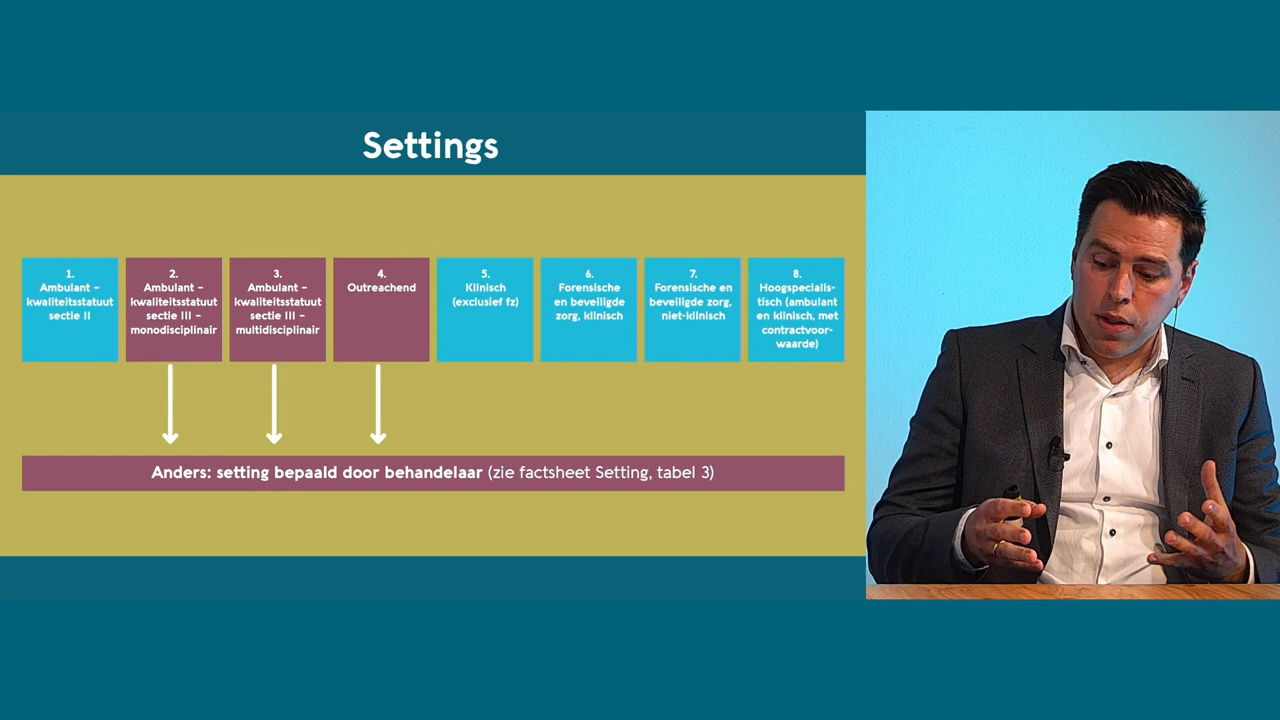 Settings
1.
Ambulant –
kwaliteitsstatuut
sectie II
2.
Ambulant –
kwaliteitsstatuut
sectie III –
monodisciplinair
3.
Ambulant –
kwaliteitsstatuut
sectie III –
multidisciplinair
4.
Outreachend
5.
Klinisch
(exclusief fz)
6.
Forensische
en beveiligde
zorg, klinisch
7.
Forensische en
beveiligde zorg,
niet-klinisch
8.
Hoogspecialis-
tisch (ambulant
en klinisch, met
contractvoor-
waarde)
Anders: setting bepaald door behandelaar (zie factsheet Setting, tabel 3)